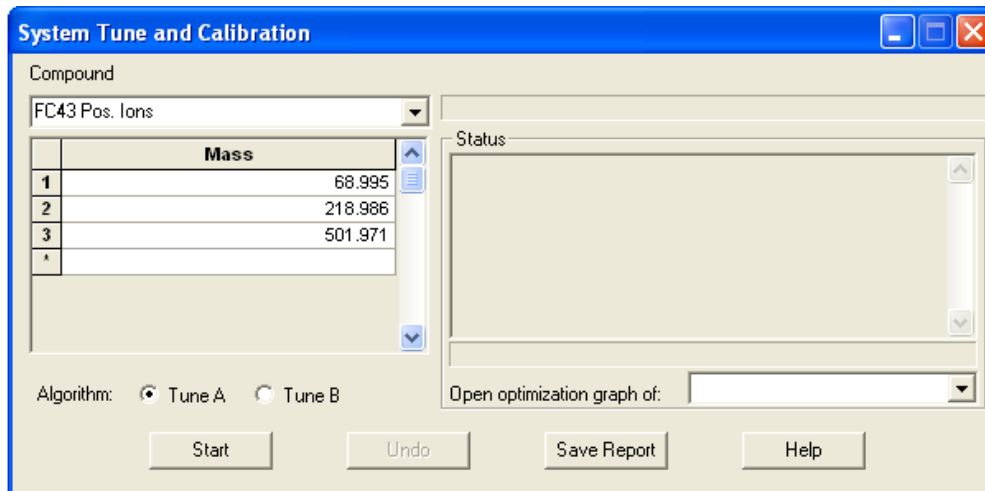 System Tune and Calibration
Compound
FC43 Pos. Ions
Mass
1 68.995
2 218.986
3 501.971
*
Status
Algorithm: Tune A Tune B
Open optimization graph of:
Start Undo Save Report Help